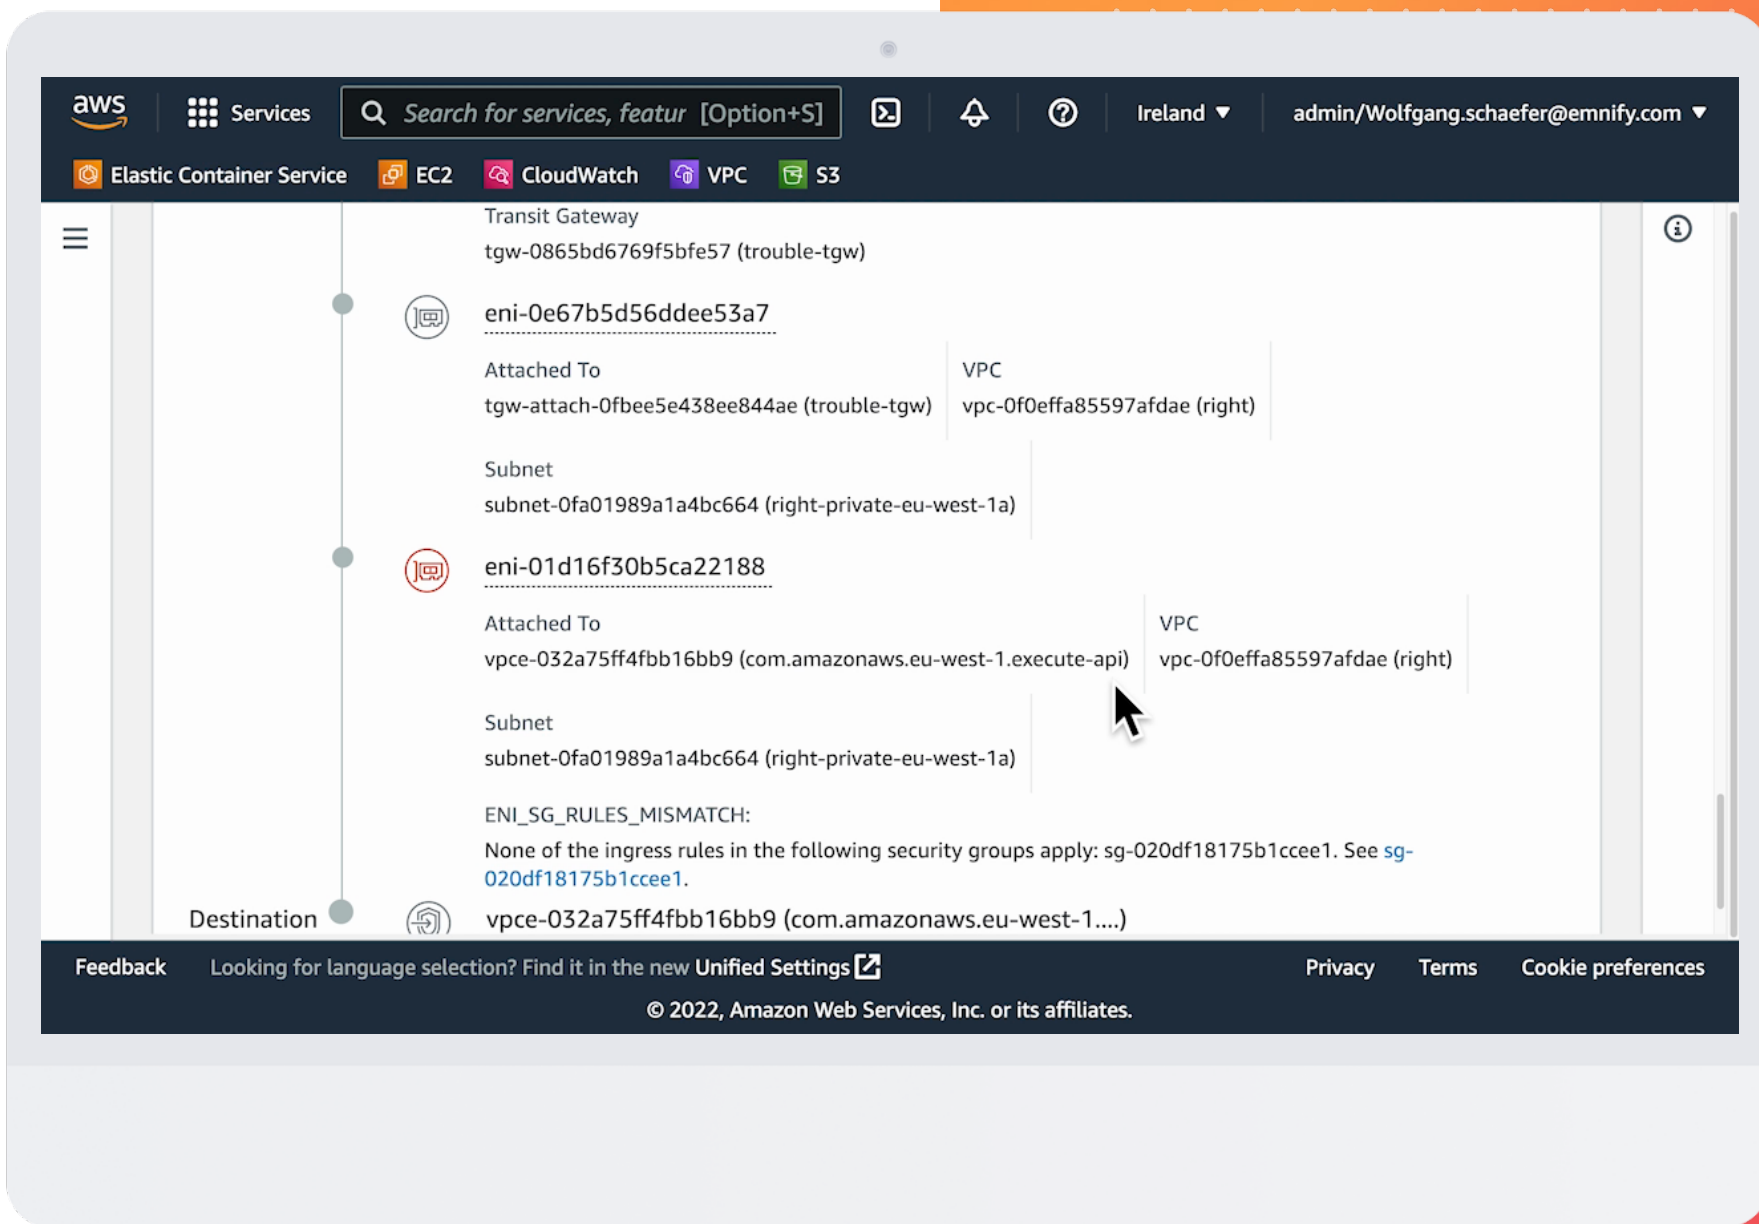 aws
Services
Search for services, featur [Option+S]
Ireland ▼
admin/Wolfgang.schaefer@emnify.com ▼
Elastic Container Service
EC2
CloudWatch
VPC
S3
Transit Gateway
tgw-0865bd6769f5bfe57 (trouble-tgw)
eni-0e67b5d56ddee53a7
Attached To
VPC
tgw-attach-0fbee5e438ee844ae (trouble-tgw)
vpc-0f0effa85597afdae (right)
Subnet
subnet-0fa01989a1a4bc664 (right-private-eu-west-1a)
eni-01d16f30b5ca22188
Attached To
VPC
vpce-032a75ff4fbb16bb9 (com.amazonaws.eu-west-1.execute-api)
vpc-0f0effa85597afdae (right)
Subnet
subnet-0fa01989a1a4bc664 (right-private-eu-west-1a)
ENI_SG_RULES_MISMATCH:
None of the ingress rules in the following security groups apply: sg-020df18175b1ccee1. See sg-
020df18175b1ccee1.
Destination
vpce-032a75ff4fbb16bb9 (com.amazonaws.eu-west-1....)
Feedback
Looking for language selection? Find it in the new Unified Settings
Privacy
Terms
Cookie preferences
© 2022, Amazon Web Services, Inc. or its affiliates.